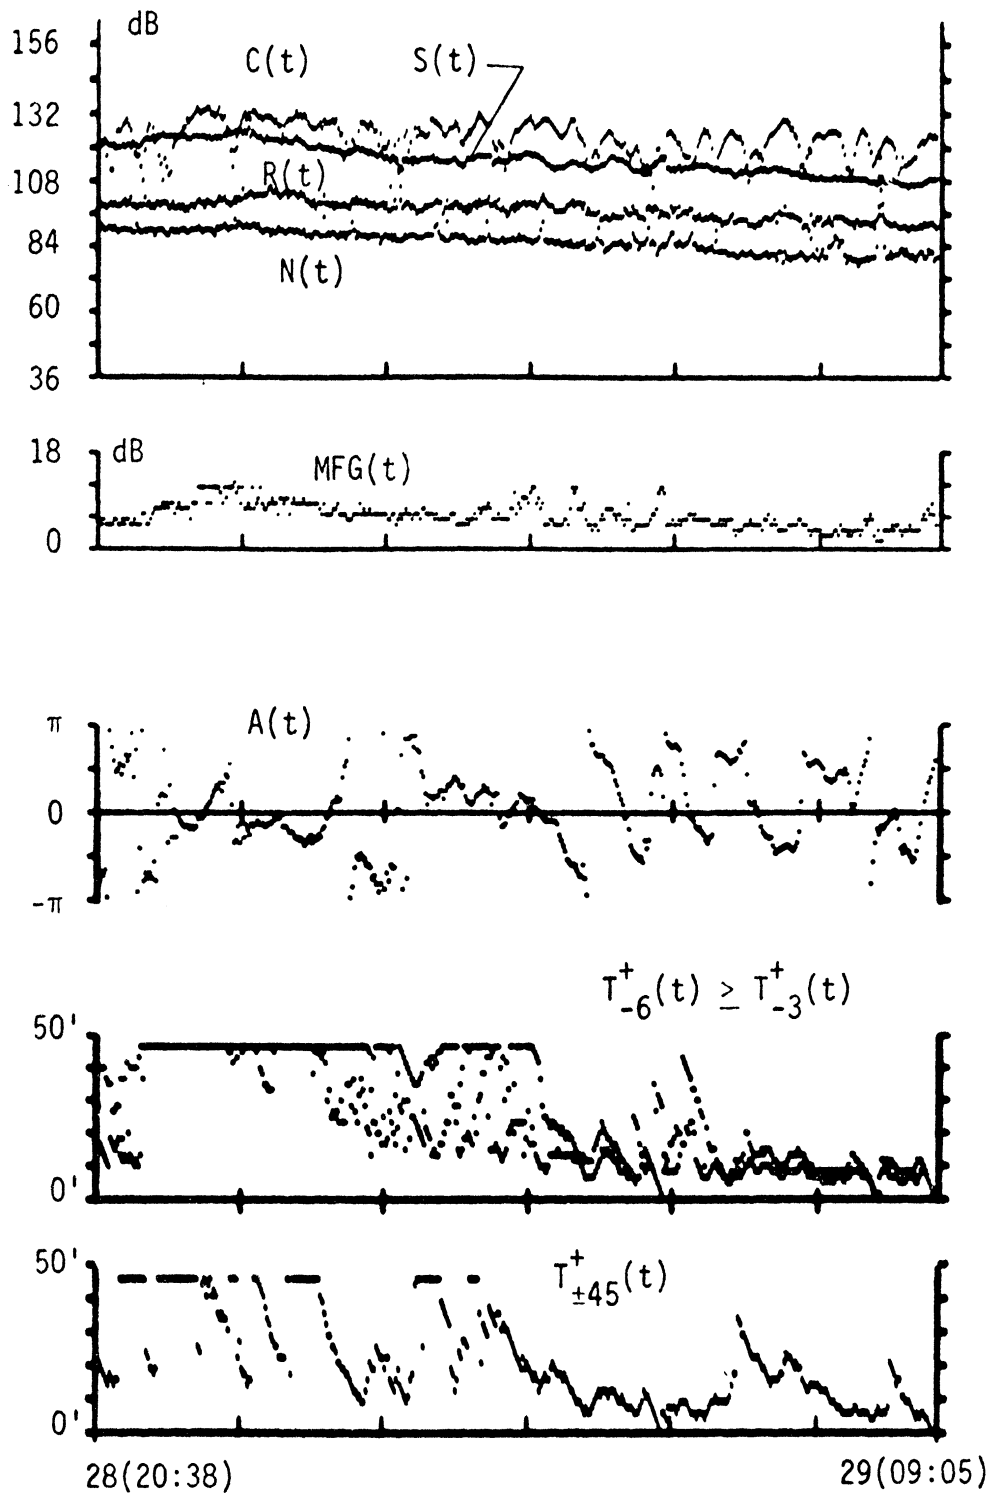 dB
156
C(t) S(t)
132
108
R(t)
84
N(t)
60
36
18 dB
MFG(t)
0
π
A(t)
0
-π
T⁺₋₆(t) ≥ T⁺₋₃(t)
50'
0'
50'
T⁺±45(t)
0'
28(20:38) 29(09:05)